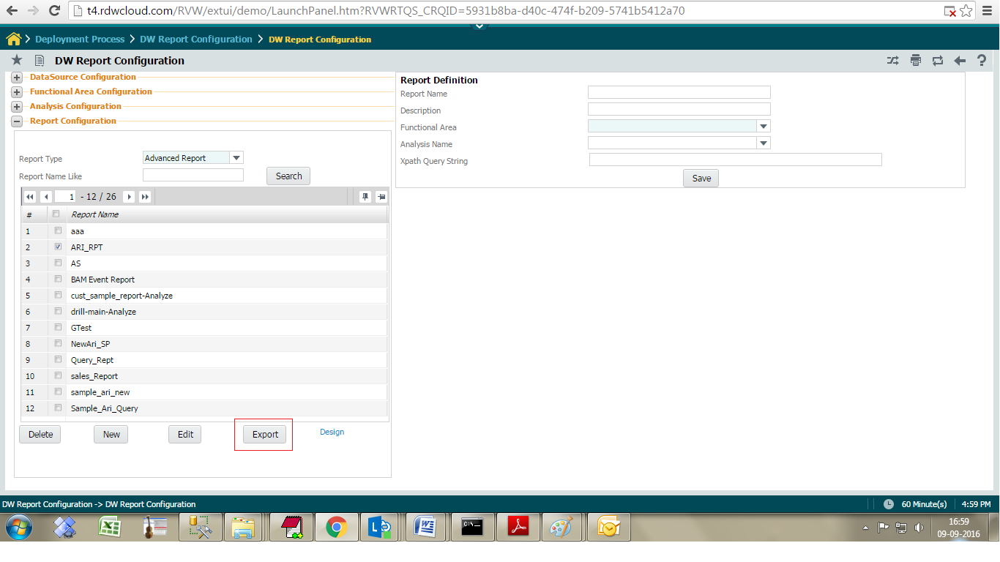 t4.rdwcloud.com/RVW/extui/demo/LaunchPanel.htm?RVWRTQS_CRQID=5931b8ba-d40c-474f-b209-5741b5412a70
Deployment Process > DW Report Configuration > DW Report Configuration
DW Report Configuration
DataSource Configuration
Functional Area Configuration
Analysis Configuration
Report Configuration
Report Type Advanced Report
Report Name Like Search
1 - 12 / 26
# Report Name
1 aaa
2 ARI_RPT
3 AS
4 BAM Event Report
5 cust_sample_report-Analyze
6 drill-main-Analyze
7 GTest
8 NewAri_SP
9 Query_Rept
10 sales_Report
11 sample_ari_new
12 Sample_Ari_Query
Delete New Edit Export Design
Report Definition
Report Name
Description
Functional Area
Analysis Name
Xpath Query String
Save
DW Report Configuration -> DW Report Configuration 60 Minute(s) 4:59 PM
16:59
09-09-2016